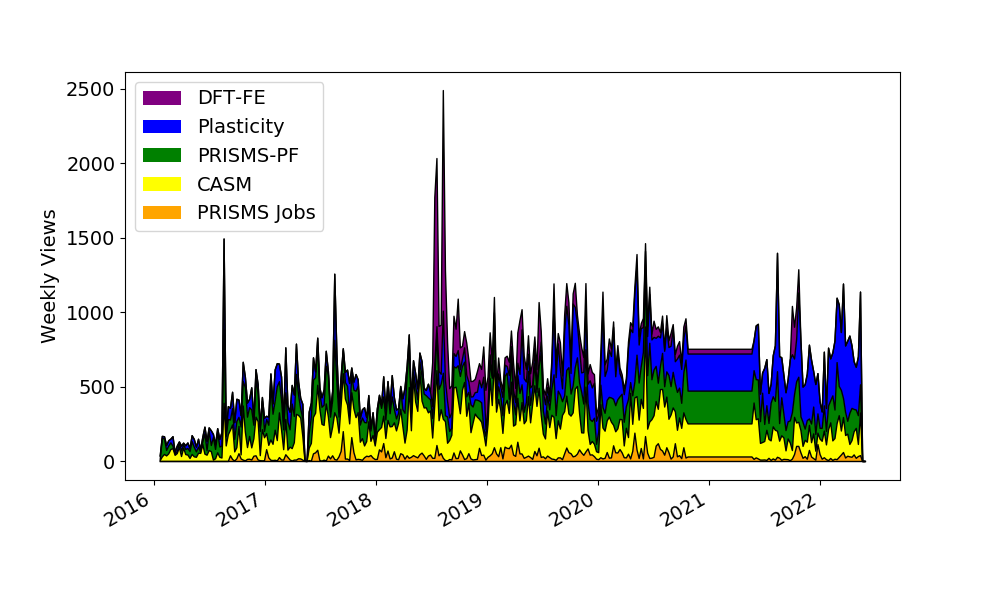 DFT-FE
Plasticity
PRISMS-PF
CASM
PRISMS Jobs
Weekly Views
2500
2000
1500
1000
500
0
2016
2017
2018
2019
2020
2021
2022